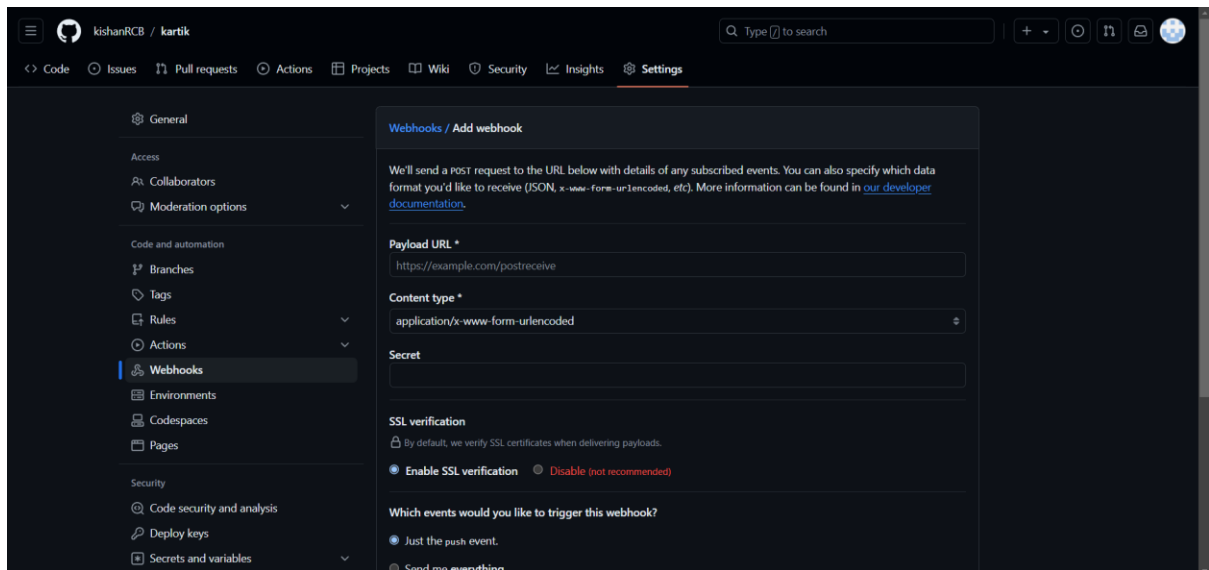 kishanRCB / kartik
Type / to search
Code Issues Pull requests Actions Projects Wiki Security Insights Settings
General
Access
Collaborators
Moderation options
Code and automation
Branches
Tags
Rules
Actions
Webhooks
Environments
Codespaces
Pages
Security
Code security and analysis
Deploy keys
Secrets and variables
Webhooks / Add webhook
We'll send a POST request to the URL below with details of any subscribed events. You can also specify which data
format you'd like to receive (JSON, x-www-form-urlencoded, etc). More information can be found in our developer
documentation.
Payload URL *
https://example.com/postreceive
Content type *
application/x-www-form-urlencoded
Secret
SSL verification
By default, we verify SSL certificates when delivering payloads.
Enable SSL verification Disable (not recommended)
Which events would you like to trigger this webhook?
Just the push event.
Send me everything.